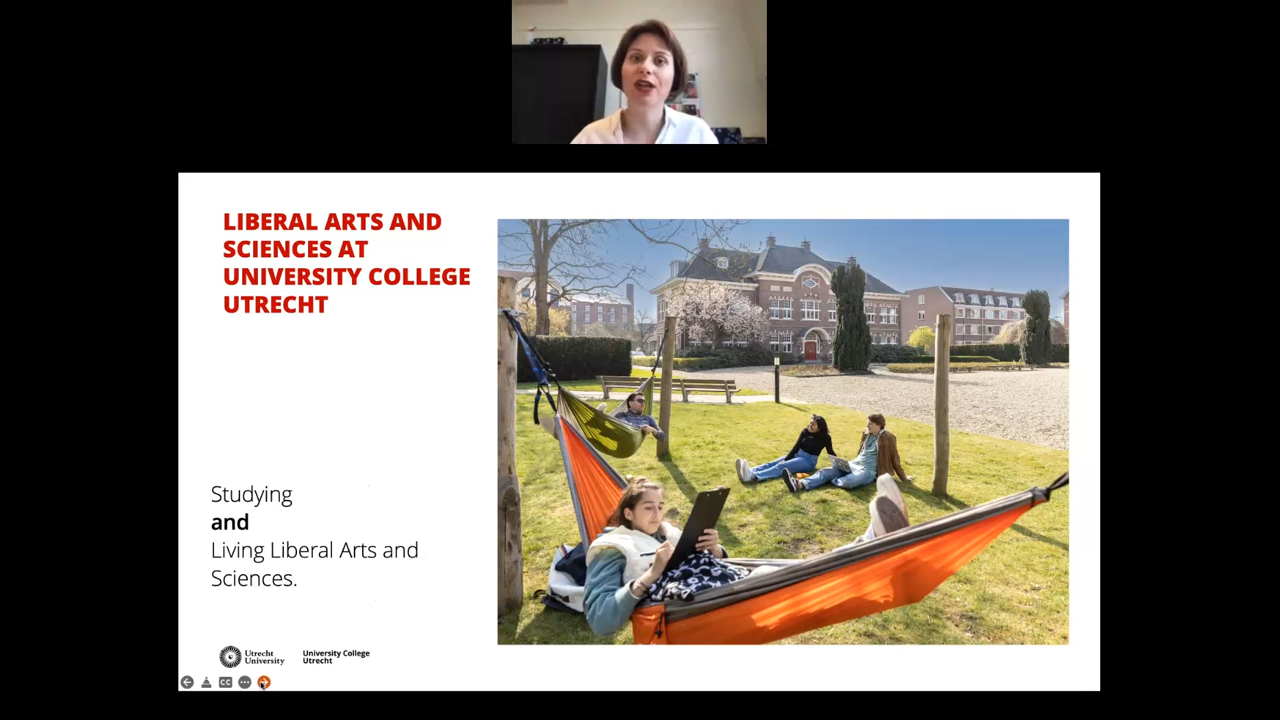 LIBERAL ARTS AND
SCIENCES AT
UNIVERSITY COLLEGE
UTRECHT
Studying
and
Living Liberal Arts and
Sciences.
Utrecht
University
University College
Utrecht
CC